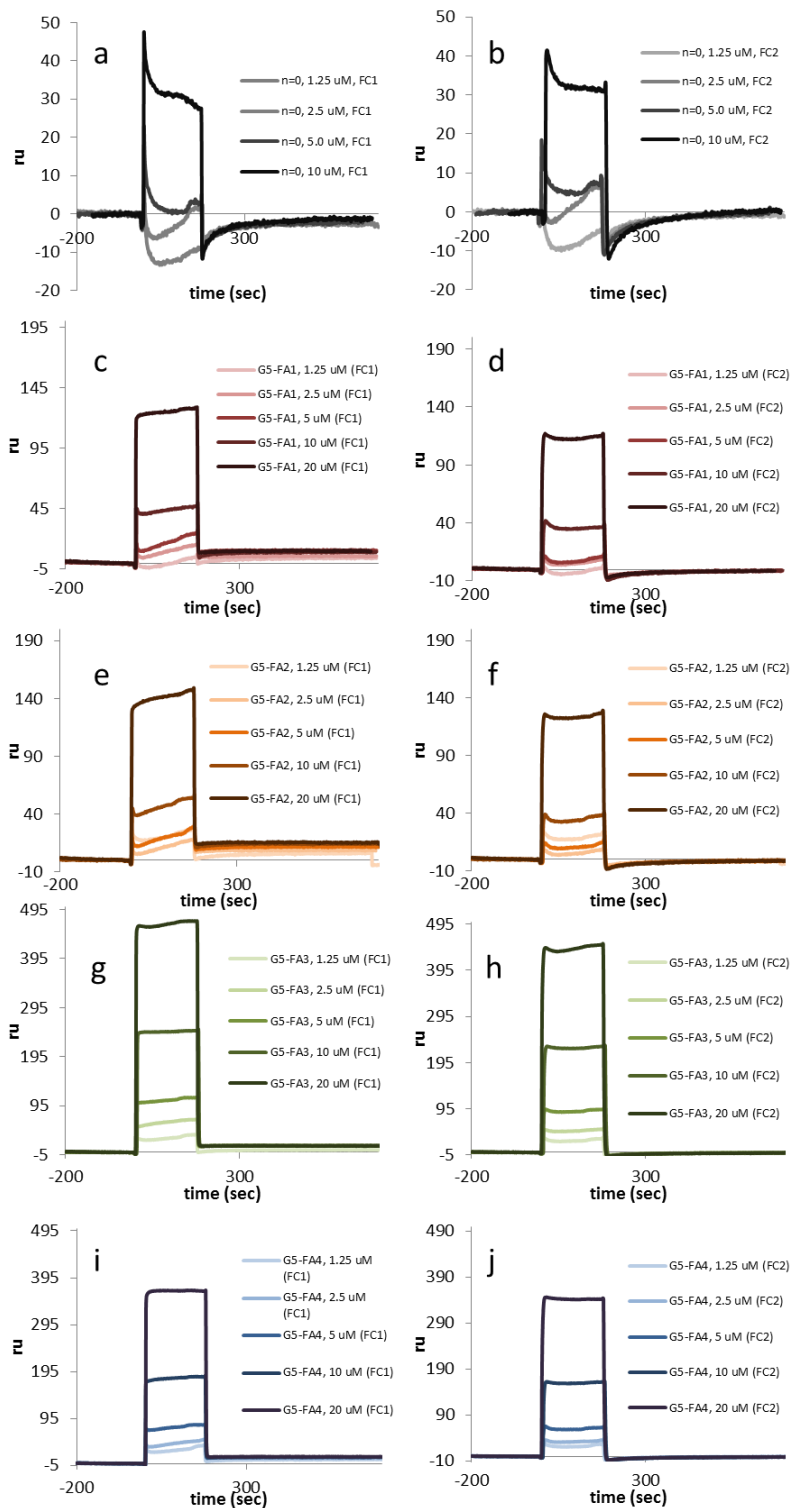 a
50
40
30
20
10
0
-10
-20
-200
300
ru
time (sec)
n=0, 1.25 uM, FC1
n=0, 2.5 uM, FC1
n=0, 5.0 uM, FC1
n=0, 10 uM, FC1
b
50
40
30
20
10
0
-10
-20
-200
300
ru
time (sec)
n=0, 1.25 uM, FC2
n=0, 2.5 uM, FC2
n=0, 5.0 uM, FC2
n=0, 10 uM, FC2
c
195
145
95
45
-5
-200
300
ru
time (sec)
G5-FA1, 1.25 uM (FC1)
G5-FA1, 2.5 uM (FC1)
G5-FA1, 5 uM (FC1)
G5-FA1, 10 uM (FC1)
G5-FA1, 20 uM (FC1)
d
190
140
90
40
-10
-200
300
ru
time (sec)
G5-FA1, 1.25 uM (FC2)
G5-FA1, 2.5 uM (FC2)
G5-FA1, 5 uM (FC2)
G5-FA1, 10 uM (FC2)
G5-FA1, 20 uM (FC2)
e
190
140
90
40
-10
-200
300
ru
time (sec)
G5-FA2, 1.25 uM (FC1)
G5-FA2, 2.5 uM (FC1)
G5-FA2, 5 uM (FC1)
G5-FA2, 10 uM (FC1)
G5-FA2, 20 uM (FC1)
f
190
140
90
40
-10
-200
300
ru
time (sec)
G5-FA2, 1.25 uM (FC2)
G5-FA2, 2.5 uM (FC2)
G5-FA2, 5 uM (FC2)
G5-FA2, 10 uM (FC2)
G5-FA2, 20 uM (FC2)
g
495
395
295
195
95
-5
-200
300
ru
time (sec)
G5-FA3, 1.25 uM (FC1)
G5-FA3, 2.5 uM (FC1)
G5-FA3, 5 uM (FC1)
G5-FA3, 10 uM (FC1)
G5-FA3, 20 uM (FC1)
h
495
395
295
195
95
-5
-200
300
ru
time (sec)
G5-FA3, 1.25 uM (FC2)
G5-FA3, 2.5 uM (FC2)
G5-FA3, 5 uM (FC2)
G5-FA3, 10 uM (FC2)
G5-FA3, 20 uM (FC2)
i
495
395
295
195
95
-5
-200
300
ru
time (sec)
G5-FA4, 1.25 uM
(FC1)
G5-FA4, 2.5 uM
(FC1)
G5-FA4, 5 uM (FC1)
G5-FA4, 10 uM (FC1)
G5-FA4, 20 uM (FC1)
j
490
390
290
190
90
-10
-200
300
ru
time (sec)
G5-FA4, 1.25 uM (FC2)
G5-FA4, 2.5 uM (FC2)
G5-FA4, 5 uM (FC2)
G5-FA4, 10 uM (FC2)
G5-FA4, 20 uM (FC2)